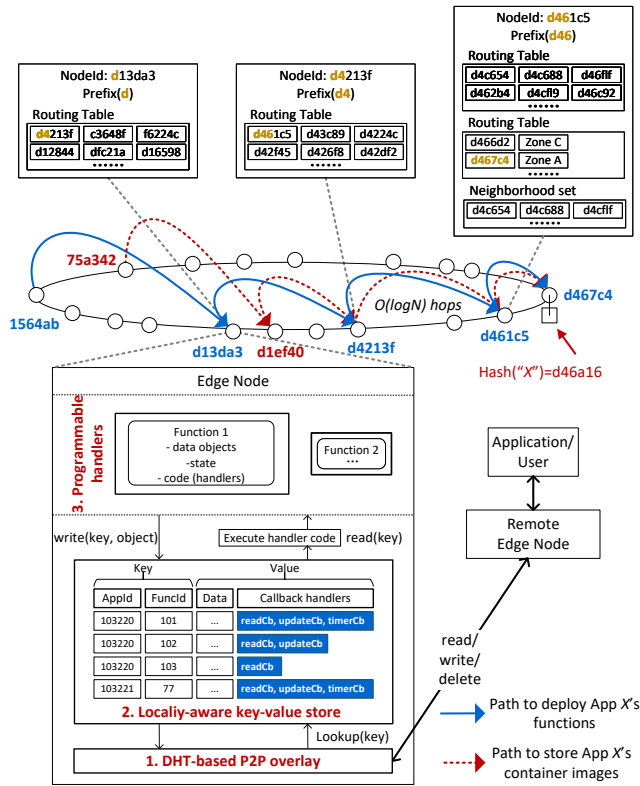 NodeId: d13da3
Prefix(d)
Routing Table
d4213f c3648f f6224c
d12844 dfc21a d16598
••••••
NodeId: d4213f
Prefix(d4)
Routing Table
d461c5 d43c89 d4224c
d42f45 d426f8 d42df2
••••••
NodeId: d461c5
Prefix(d46)
Routing Table
d4c654 d4c688 d46flf
d462b4 d4cfl9 d46c92
••••••
Routing Table
d466d2 Zone C
d467c4 Zone A
••••••
Neighborhood set
d4c654 d4c688 d4cflf
75a342
1564ab
O(logN) hops
d467c4
d13da3
d1ef40
d4213f
d461c5
Hash("X")=d46a16
Edge Node
3. Programmable
handlers
Function 1
- data objects
-state
- code (handlers)
Function 2
...
write(key, object)
Execute handler code
read(key)
Key Value
AppId FuncId Data Callback handlers
103220 101 ... readCb, updateCb, timerCb
103220 102 ... readCb, updateCb
103220 103 ... readCb
103221 77 ... readCb, updateCb, timerCb
2. Localiy-aware key-value store
Lookup(key)
1. DHT-based P2P overlay
Application/
User
Remote
Edge Node
read/
write/
delete
Path to deploy App X's
functions
Path to store App X's
container images